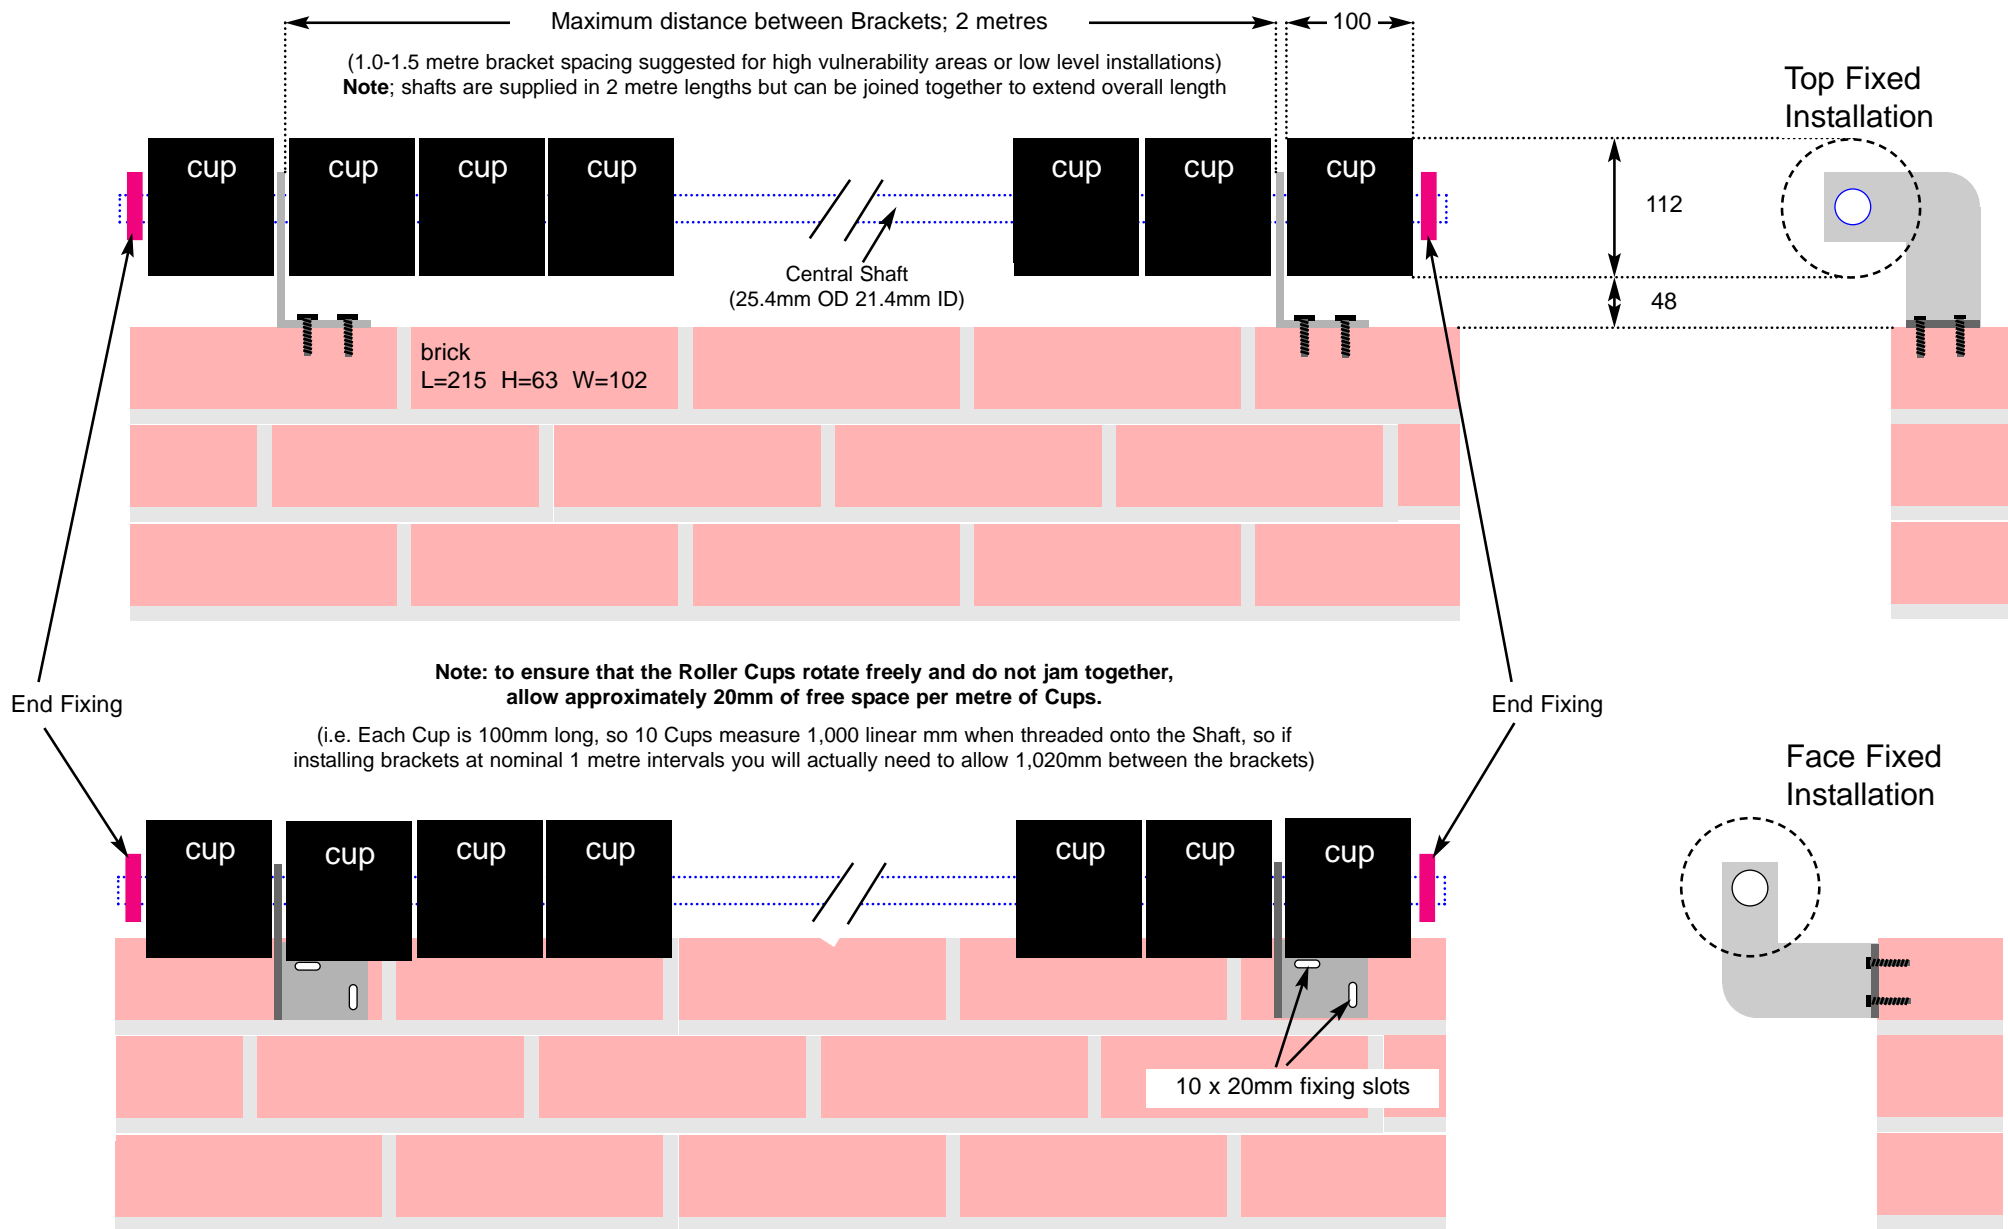 Maximum distance between Brackets; 2 metres
100
(1.0-1.5 metre bracket spacing suggested for high vulnerability areas or low level installations)
Note; shafts are supplied in 2 metre lengths but can be joined together to extend overall length
Top Fixed
Installation
cup
cup
cup
cup
cup
cup
cup
112
Central Shaft
(25.4mm OD 21.4mm ID)
48
brick
L=215 H=63 W=102
Note: to ensure that the Roller Cups rotate freely and do not jam together,
allow approximately 20mm of free space per metre of Cups.
End Fixing
End Fixing
(i.e. Each Cup is 100mm long, so 10 Cups measure 1,000 linear mm when threaded onto the Shaft, so if
installing brackets at nominal 1 metre intervals you will actually need to allow 1,020mm between the brackets)
Face Fixed
Installation
cup
cup
cup
cup
cup
cup
cup
10 x 20mm fixing slots